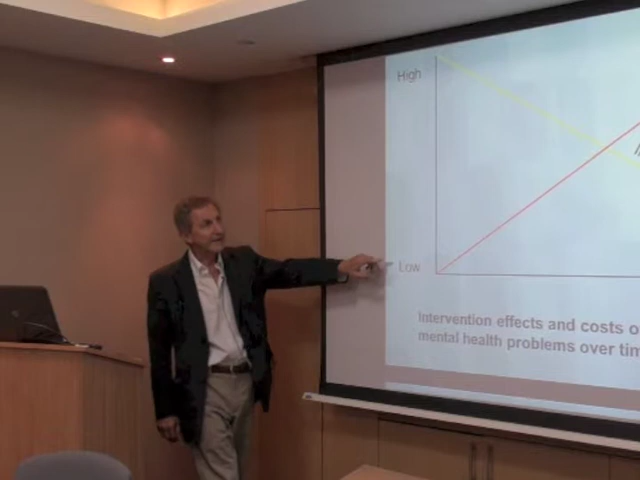 High
Low
Intervention effects and costs o
mental health problems over tim